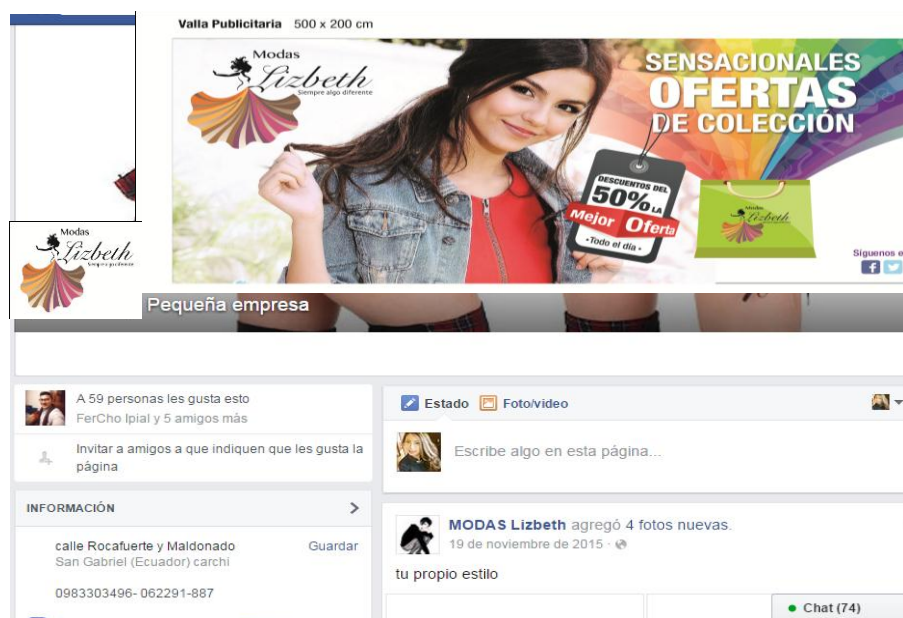 Valla Publicitaria 500 x 200 cm
Modas
Lizbeth
Siempre algo diferente
SENSACIONALES
OFERTAS
DE COLECCIÓN
DESCUENTOS DEL
50% LA
Mejor Oferta
-Todo el dia-
Modas
Lizbeth
Síguenos e
Modas
Lizbeth
Siempre algo diferente
Pequeña empresa
A 59 personas les gusta esto
FerCho Ipial y 5 amigos más
Invitar a amigos a que indiquen que les gusta la
página
INFORMACIÓN
calle Rocafuerte y Maldonado Guardar
San Gabriel (Ecuador) carchi
0983303496- 062291-887
Estado Foto/video
Escribe algo en esta página...
MODAS Lizbeth agregó 4 fotos nuevas.
19 de noviembre de 2015 ·
tu propio estilo
Chat (74)